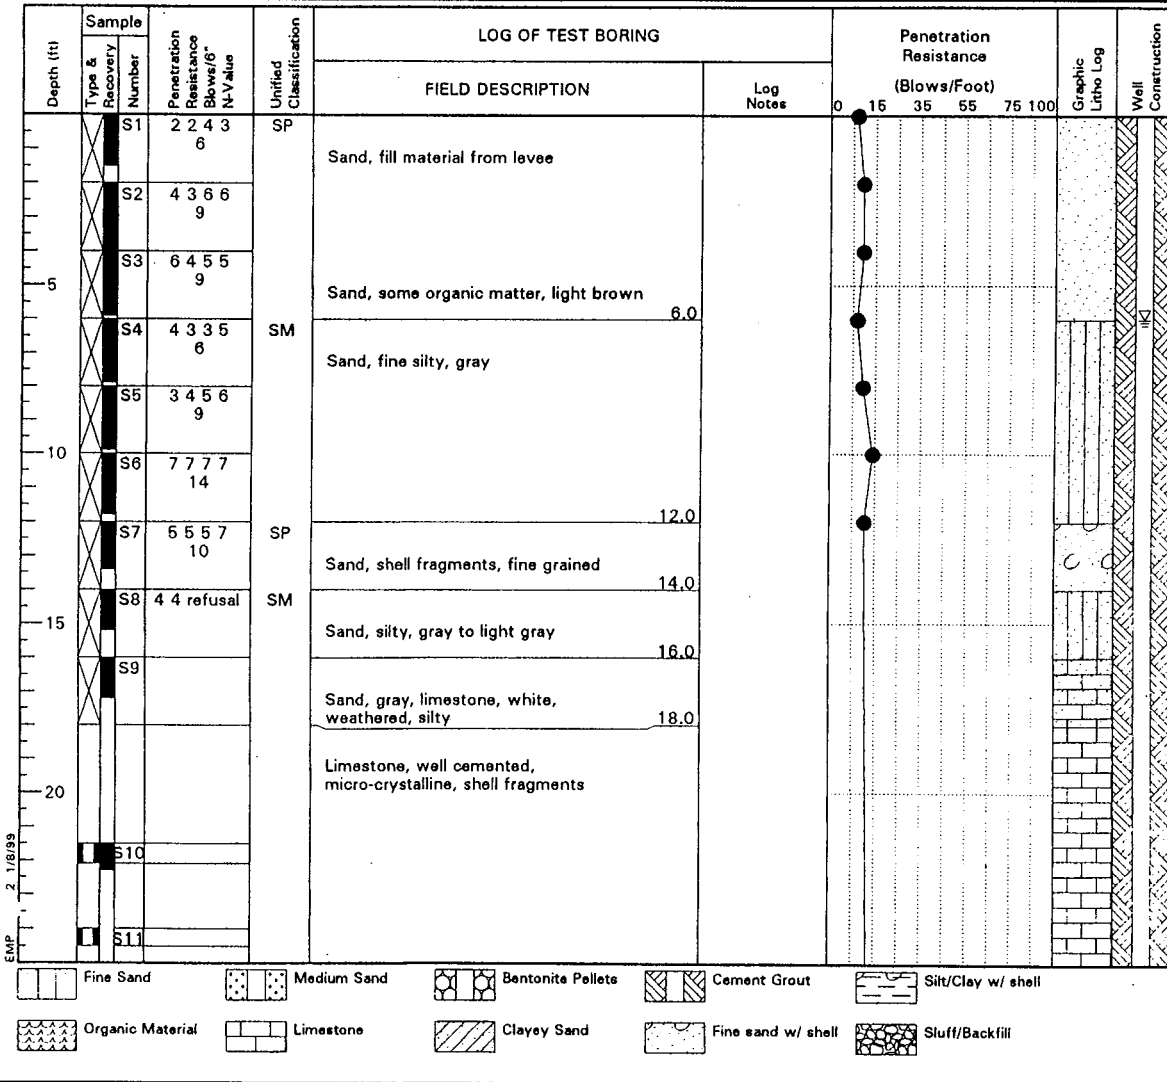 Sample
LOG OF TEST BORING
Depth (ft)
Type &
Recovery
Number
Penetration
Resistance
Blows/6"
N-Value
Unified
Classification
FIELD DESCRIPTION
Log
Notes
Penetration
Resistance
(Blows/Foot)
0 15 35 55 75 100
Graphic
Litho Log
Well
Construction
S1 2 2 4 3 SP
6
Sand, fill material from levee
S2 4 3 6 6
9
S3 6 4 5 5
9
5
Sand, some organic matter, light brown
6.0
S4 4 3 3 5 SM
6
Sand, fine silty, gray
S5 3 4 5 6
9
10
S6 7 7 7 7
14
12.0
S7 5 5 5 7 SP
10
Sand, shell fragments, fine grained
14.0
S8 4 4 refusal SM
15
Sand, silty, gray to light gray
16.0
S9
Sand, gray, limestone, white,
weathered, silty 18.0
Limestone, well cemented,
micro-crystalline, shell fragments
20
S10
S11
EMP 2 1/8/99
Fine Sand
Medium Sand
Bentonite Pellets
Cement Grout
Silt/Clay w/ shell
Organic Material
Limestone
Clayey Sand
Fine sand w/ shell
Sluff/Backfill